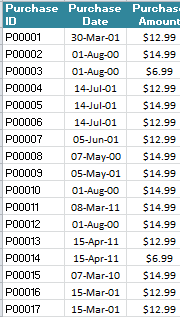 Purchase ID Purchase Date Purchase Amount
P00001 30-Mar-01 $12.99
P00002 01-Aug-00 $14.99
P00003 01-Aug-00 $6.99
P00004 14-Jul-01 $12.99
P00005 14-Jul-01 $14.99
P00006 14-Jul-01 $12.99
P00007 05-Jun-01 $12.99
P00008 07-May-00 $14.99
P00009 05-May-01 $14.99
P00010 01-Aug-00 $14.99
P00011 08-Mar-11 $14.99
P00012 01-Aug-00 $14.99
P00013 15-Apr-11 $12.99
P00014 15-Apr-11 $6.99
P00015 07-Mar-10 $14.99
P00016 15-Mar-01 $12.99
P00017 15-Mar-01 $12.99